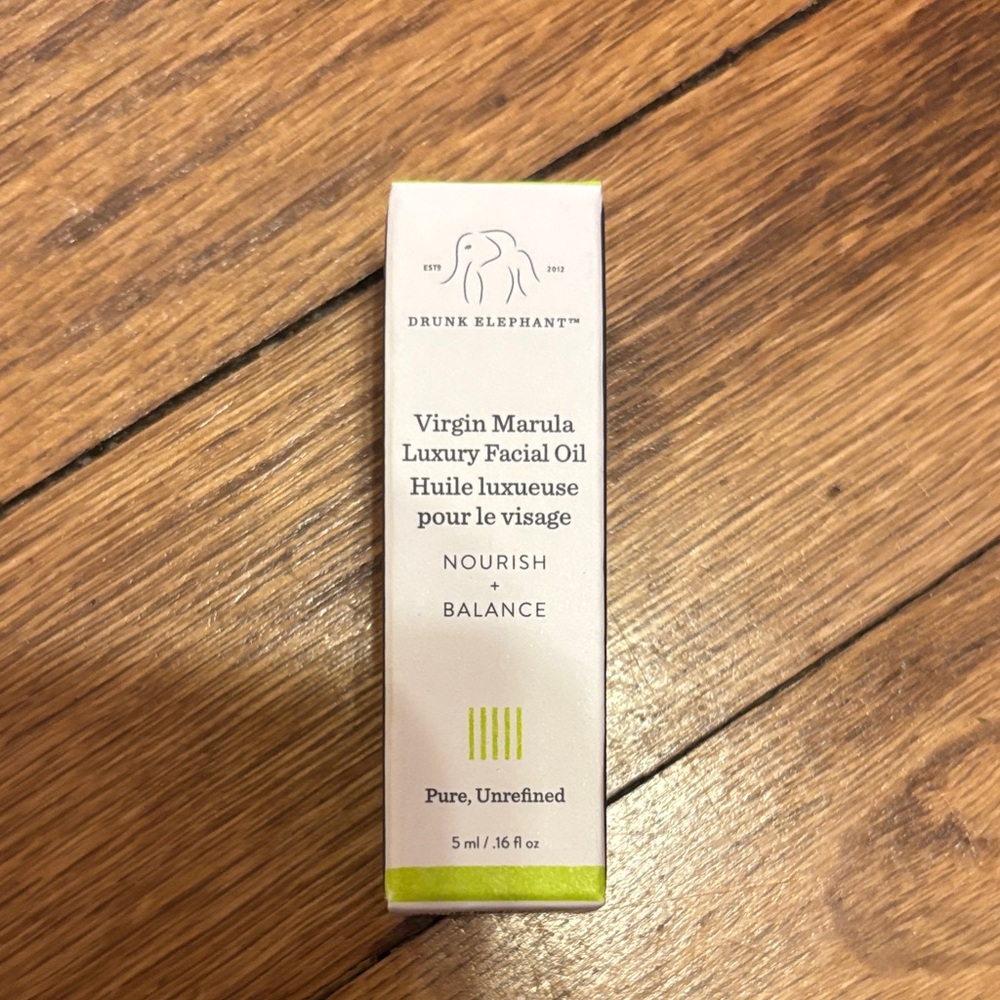 ESTD 2012
DRUNK ELEPHANT™
Virgin Marula
Luxury Facial Oil
Huile luxueuse
pour le visage
NOURISH
+
BALANCE
Pure, Unrefined
5 ml / .16 fl oz